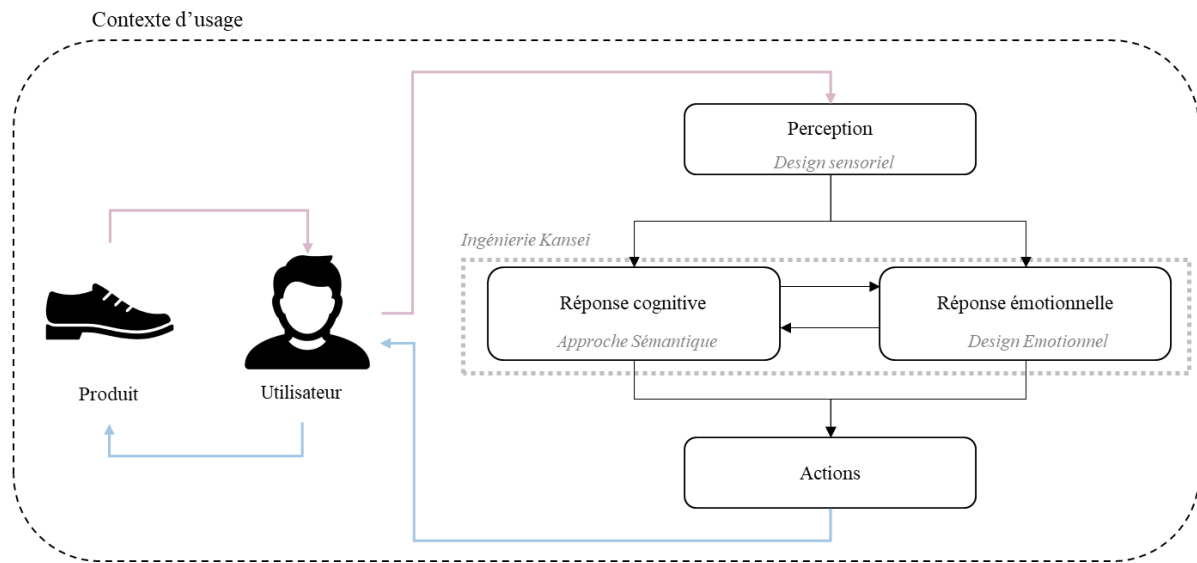 Contexte d’usage
Perception
Design sensoriel
Ingénierie Kansei
Réponse cognitive
Approche Sémantique
Réponse émotionnelle
Design Emotionnel
Produit
Utilisateur
Actions